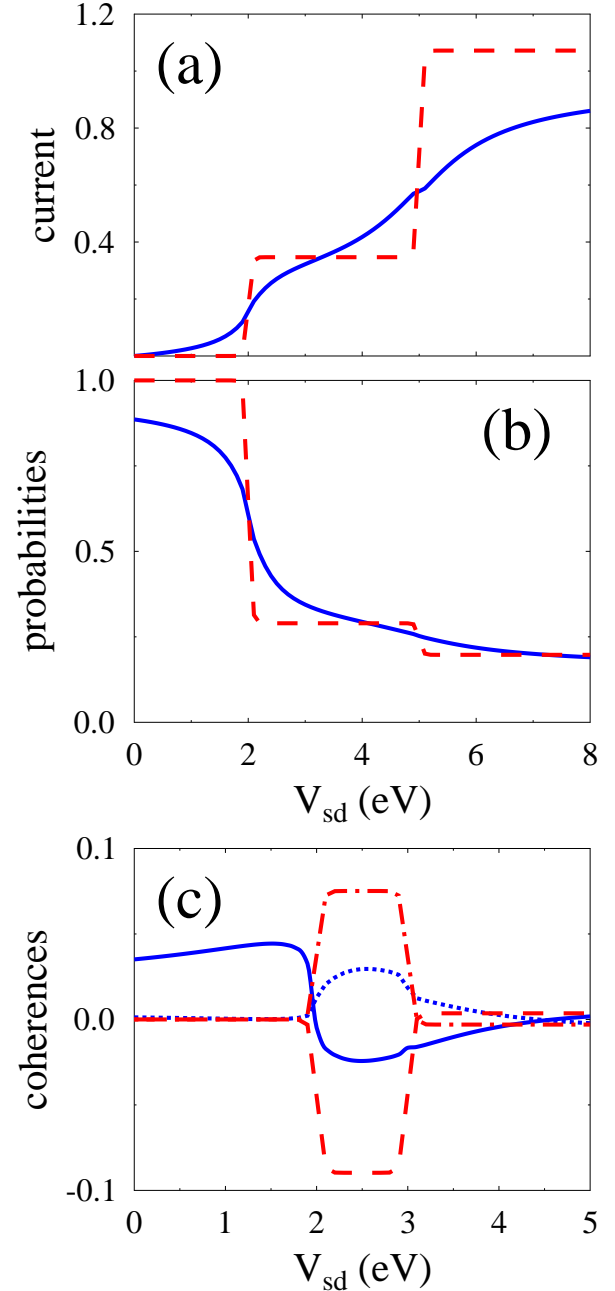 1.2
(a)
0.8
current
0.4
1.0
(b)
0.5
probabilities
0.0
0 2 4 6 8
V_sd (eV)
0.1
(c)
0.0
coherences
-0.1
0 1 2 3 4 5
V_sd (eV)